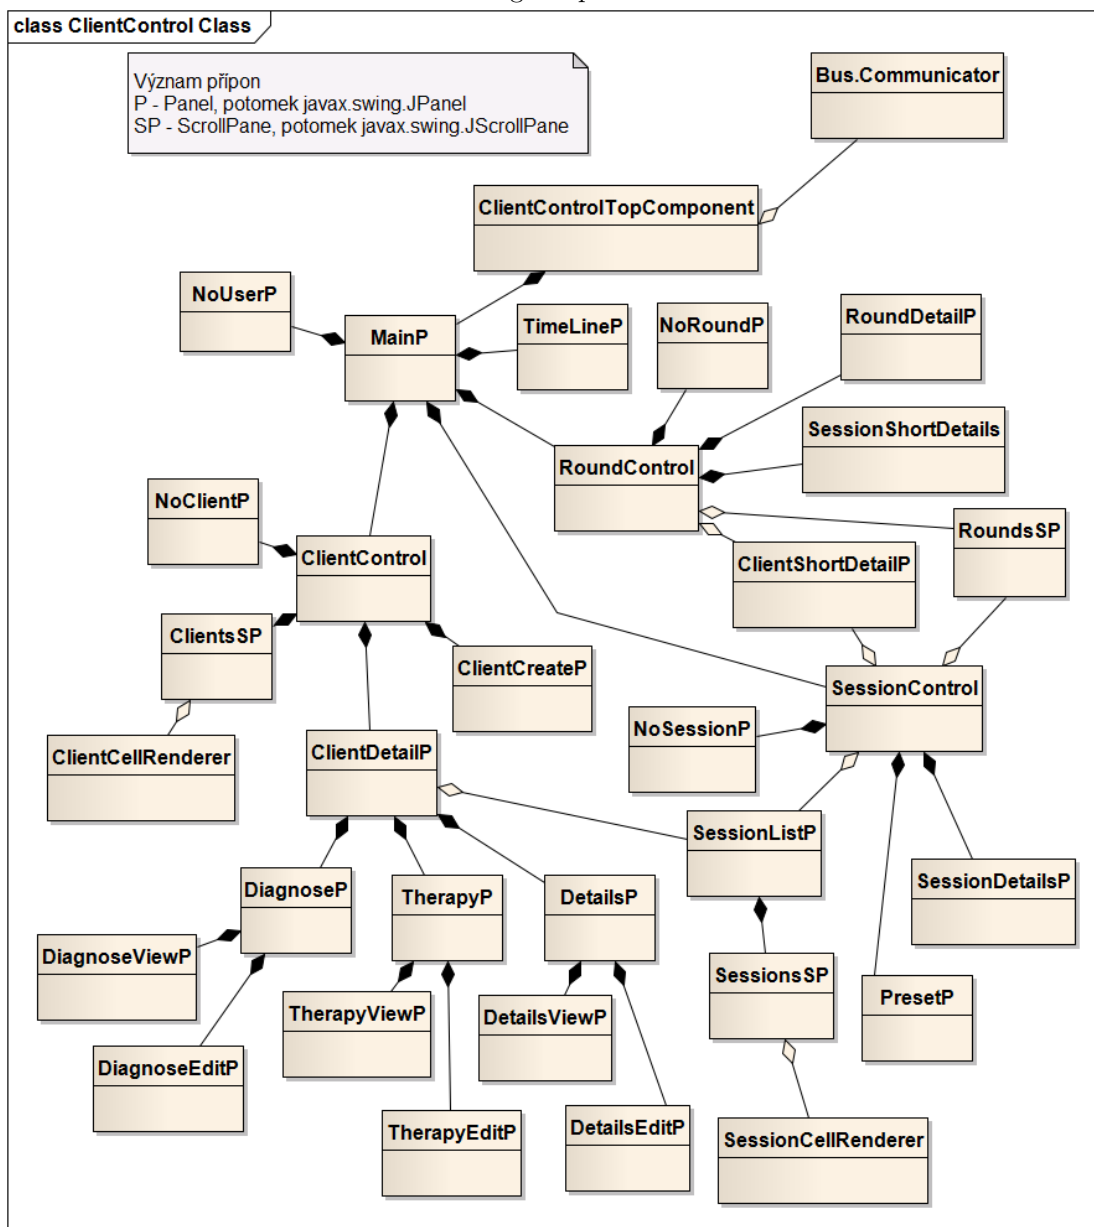 class ClientControl Class
Význam přípon
P - Panel, potomek javax.swing.JPanel
SP - ScrollPane, potomek javax.swing.JScrollPane
Bus.Communicator
ClientControlTopComponent
NoUserP
MainP
TimeLineP
NoRoundP
RoundDetailP
SessionShortDetails
RoundControl
NoClientP
RoundsSP
ClientControl
ClientShortDetailP
ClientsSP
ClientCreateP
SessionControl
NoSessionP
ClientCellRenderer
ClientDetailP
SessionListP
SessionDetailsP
DiagnoseP
TherapyP
DetailsP
DiagnoseViewP
SessionsSP
PresetP
TherapyViewP
DetailsViewP
DiagnoseEditP
TherapyEditP
DetailsEditP
SessionCellRenderer